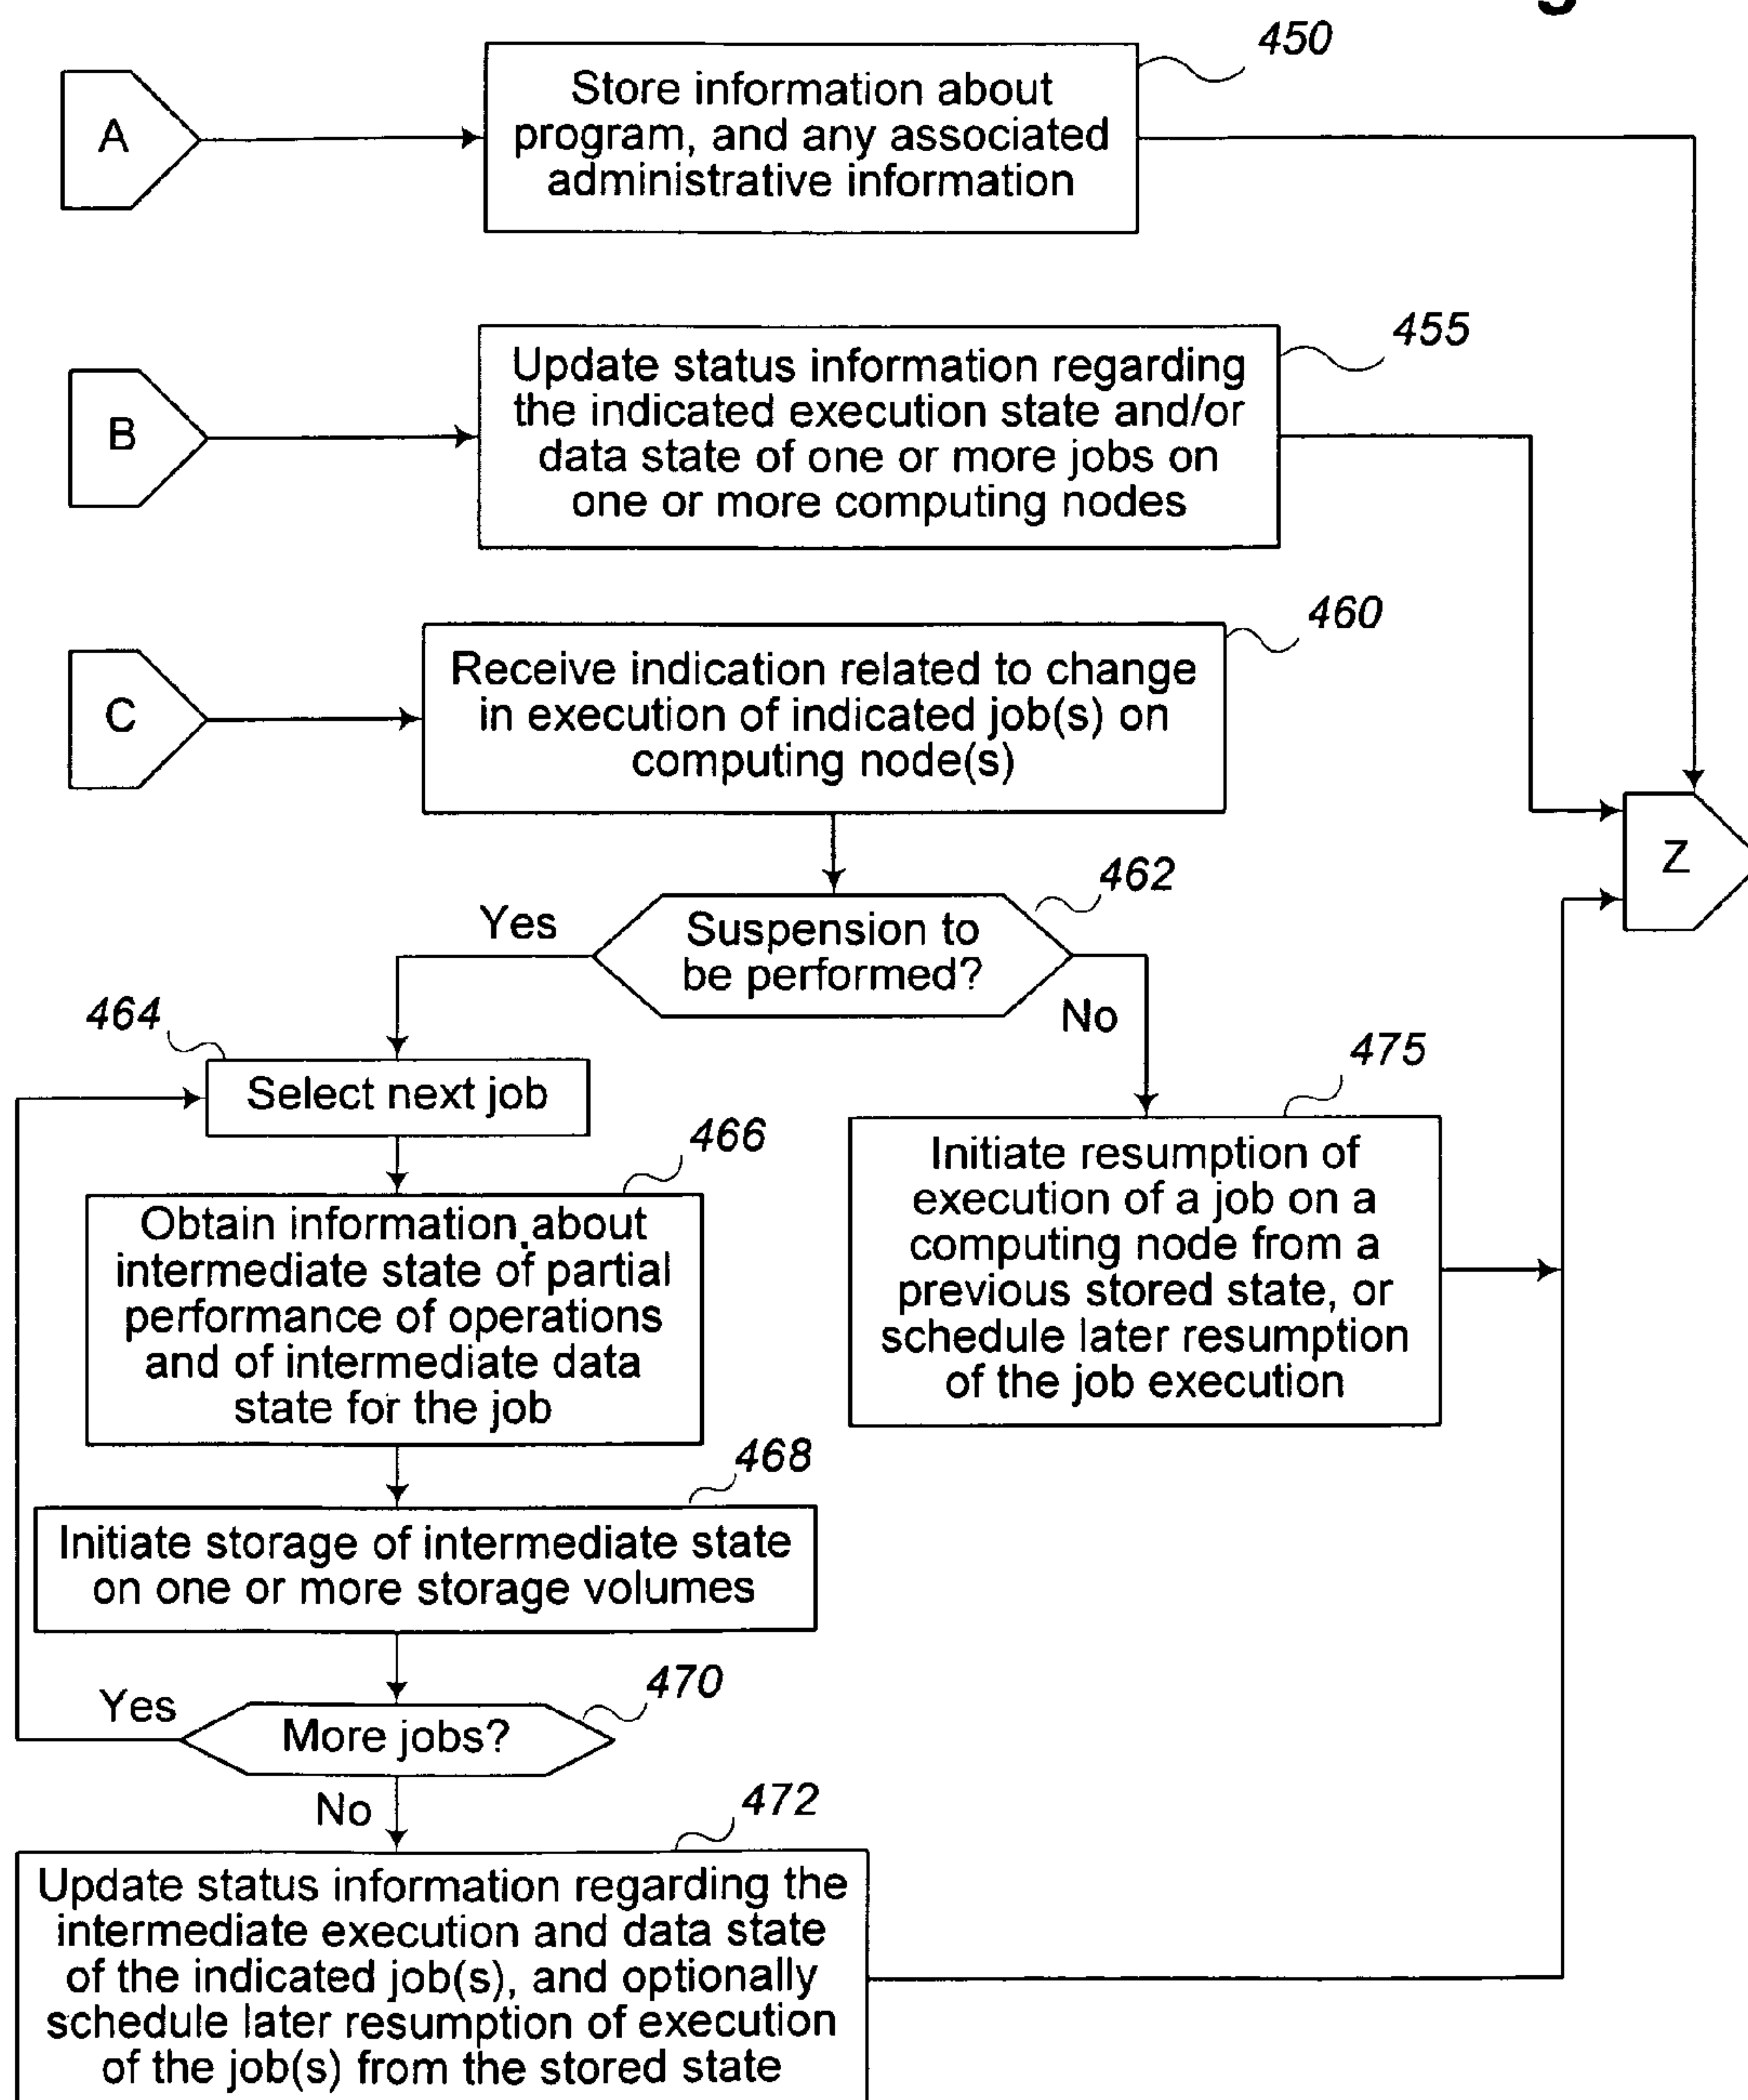 450
A
Store information about
program, and any associated
administrative information
455
B
Update status information regarding
the indicated execution state and/or
data state of one or more jobs on
one or more computing nodes
460
C
Receive indication related to change
in execution of indicated job(s) on
computing node(s)
Z
462
Yes
Suspension to
be performed?
No
464
Select next job
475
466
Initiate resumption of
execution of a job on a
computing node from a
previous stored state, or
schedule later resumption
of the job execution
Obtain information about
intermediate state of partial
performance of operations
and of intermediate data
state for the job
468
Initiate storage of intermediate state
on one or more storage volumes
470
Yes
More jobs?
No
472
Update status information regarding the
intermediate execution and data state
of the indicated job(s), and optionally
schedule later resumption of execution
of the job(s) from the stored state